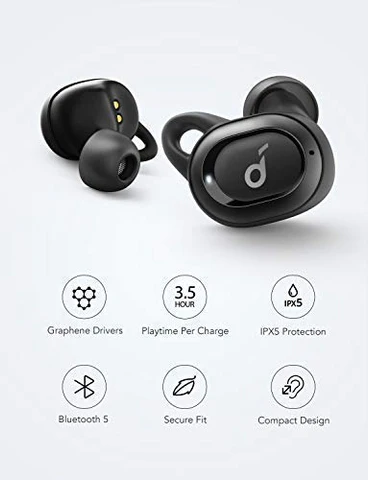 3.5
HOUR
IPX5
Graphene Drivers
Playtime Per Charge
IPX5 Protection
Bluetooth 5
Secure Fit
Compact Design